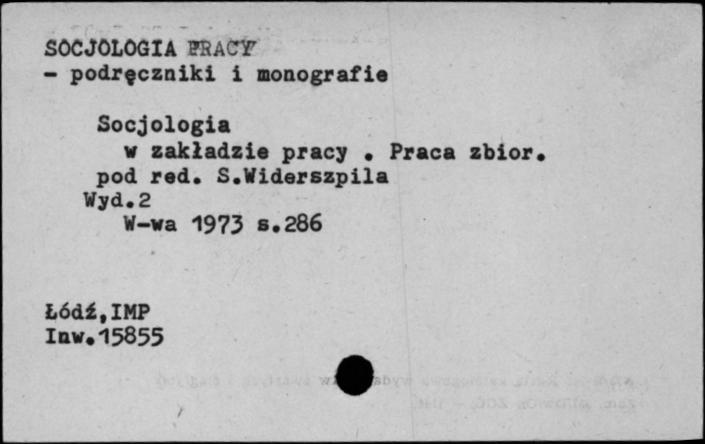 SOCJOLOGIA PRACY
- podręczniki i monografie
Socjologia
w zakładzie pracy . Praca zbior.
pod red. S.Widerszpila
Wyd.2
W-wa 1973 s.286
Łódź,IMP
Inw.15855